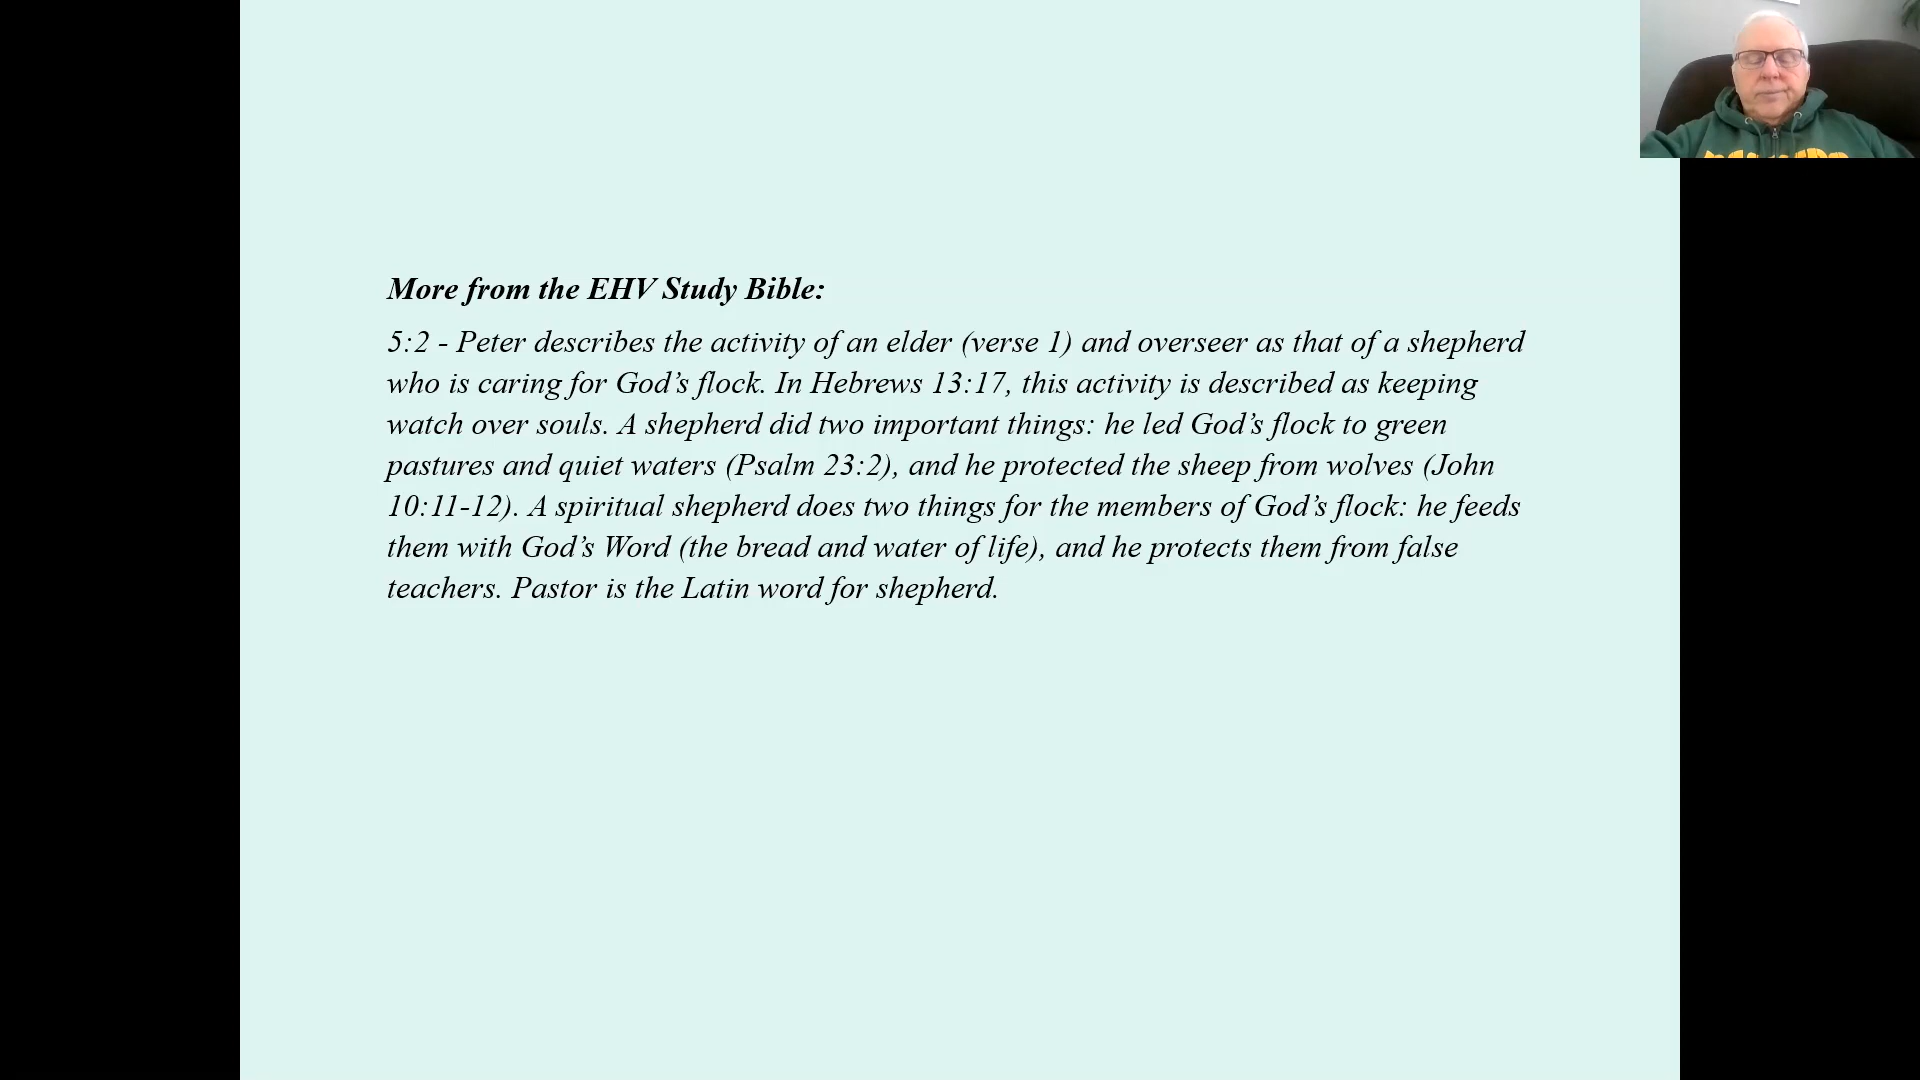 More from the EHV Study Bible:
5:2 - Peter describes the activity of an elder (verse 1) and overseer as that of a shepherd
who is caring for God’s flock. In Hebrews 13:17, this activity is described as keeping
watch over souls. A shepherd did two important things: he led God’s flock to green
pastures and quiet waters (Psalm 23:2), and he protected the sheep from wolves (John
10:11-12). A spiritual shepherd does two things for the members of God’s flock: he feeds
them with God’s Word (the bread and water of life), and he protects them from false
teachers. Pastor is the Latin word for shepherd.